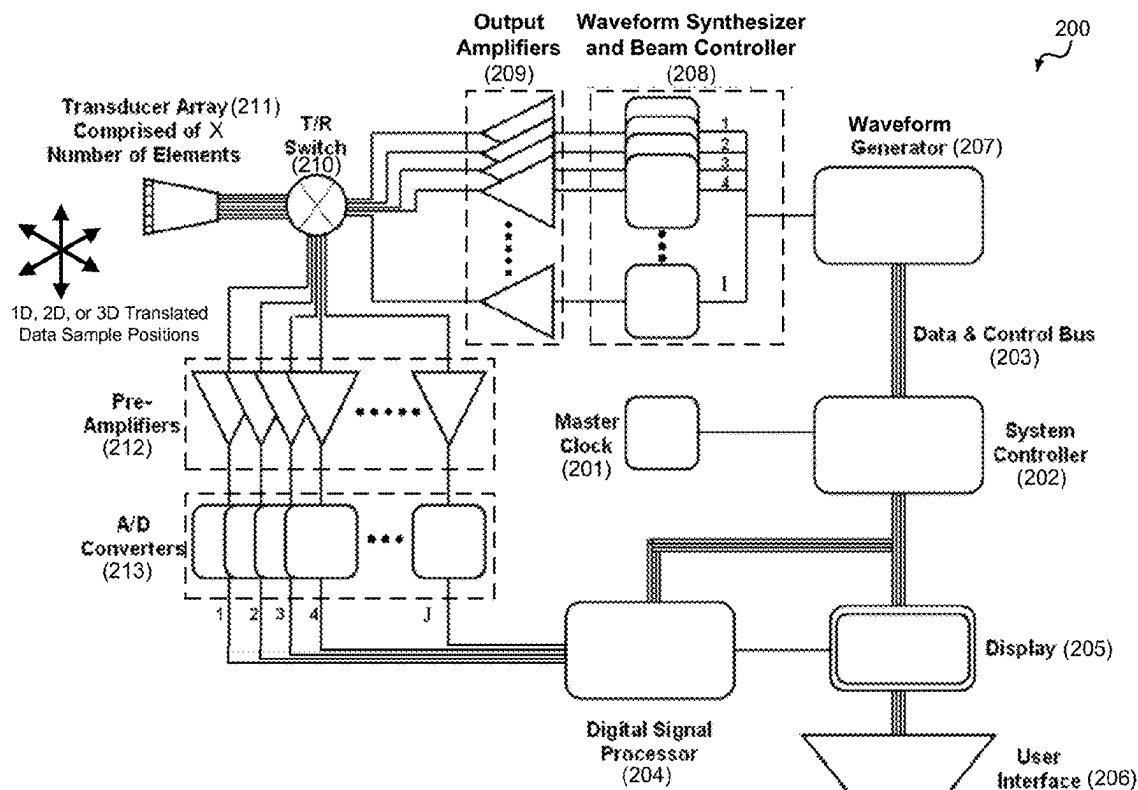 200
Output
Amplifiers
(209)
Waveform Synthesizer
and Beam Controller
(208)
Transducer Array (211)
Comprised of X
Number of Elements
T/R
Switch
(210)
Waveform
Generator (207)
1
2
3
4
I
1D, 2D, or 3D Translated
Data Sample Positions
Data & Control Bus
(203)
Pre-
Amplifiers
(212)
Master
Clock
(201)
System
Controller
(202)
A/D
Converters
(213)
1
2
3
4
J
Display (205)
Digital Signal
Processor
(204)
User
Interface (206)